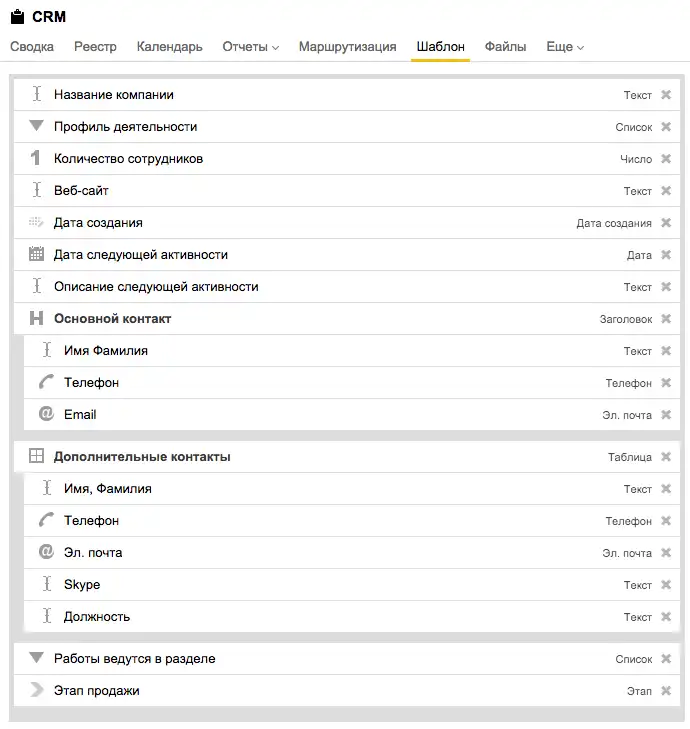 CRM
Сводка Реестр Календарь Отчеты Маршрутизация Шаблон Файлы Еще
Название компании Текст
Профиль деятельности Список
1 Количество сотрудников Число
Веб-сайт Текст
Дата создания Дата создания
Дата следующей активности Дата
Описание следующей активности Текст
H Основной контакт Заголовок
Имя Фамилия Текст
Телефон Телефон
@ Email Эл. почта
Дополнительные контакты Таблица
Имя, Фамилия Текст
Телефон Телефон
@ Эл. почта Эл. почта
Skype Текст
Должность Текст
Работы ведутся в разделе Список
Этап продажи Этап